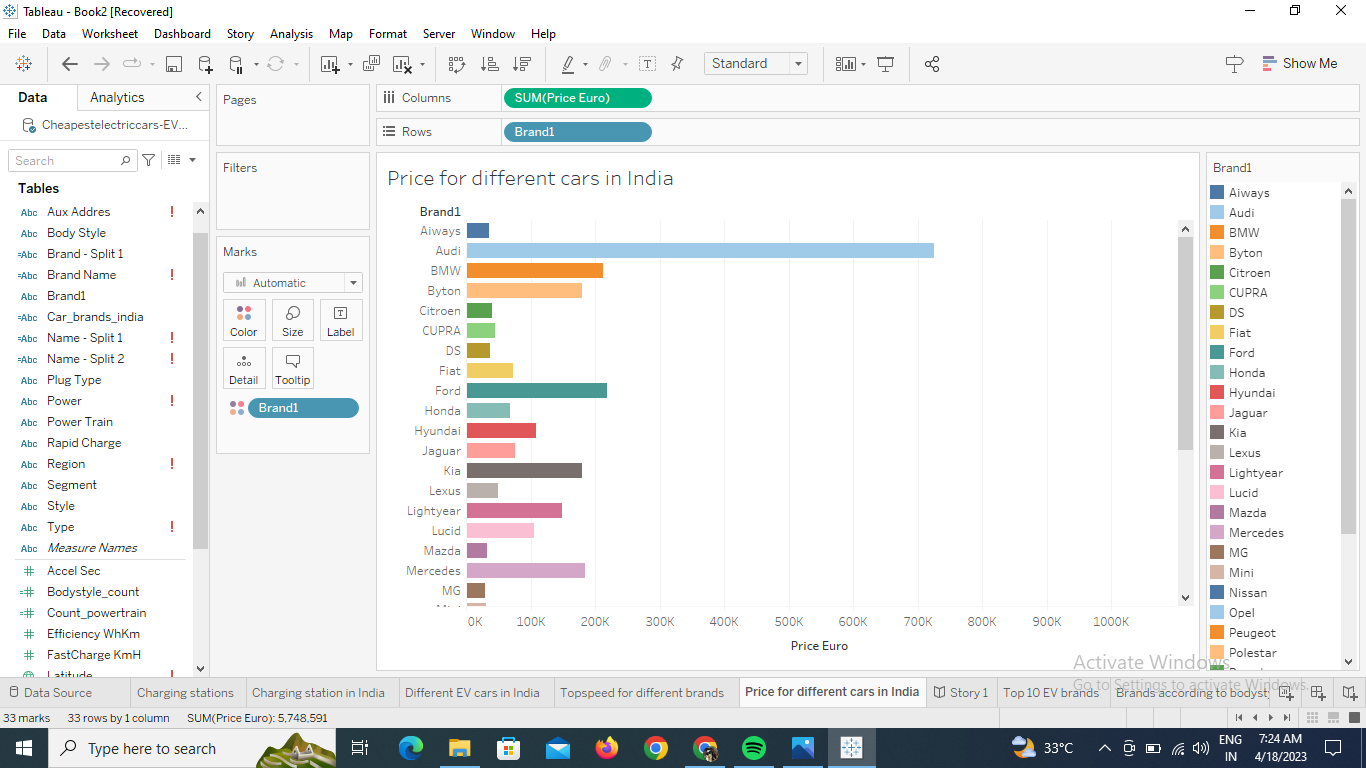 Tableau - Book2 [Recovered]
File Data Worksheet Dashboard Story Analysis Map Format Server Window Help
Standard
Show Me
Data Analytics
Cheapestelectriccars-EV...
Search
Tables
Abc Aux Addres !
Abc Body Style
=Abc Brand - Split 1
=Abc Brand Name !
Abc Brand1
=Abc Car_brands_india
=Abc Name - Split 1 !
=Abc Name - Split 2 !
Abc Plug Type
Abc Power !
Abc Power Train
Abc Rapid Charge
Abc Region !
Abc Segment
Abc Style
Abc Type !
Abc Measure Names
# Accel Sec
=# Bodystyle_count
=# Count_powertrain
# Efficiency WhKm
# FastCharge KmH
Latitude !
Pages
Filters
Marks
Automatic
Color Size Label
Detail Tooltip
Brand1
Columns SUM(Price Euro)
Rows Brand1
Price for different cars in India
Brand1
Aiways
Audi
BMW
Byton
Citroen
CUPRA
DS
Fiat
Ford
Honda
Hyundai
Jaguar
Kia
Lexus
Lightyear
Lucid
Mazda
Mercedes
MG
0K 100K 200K 300K 400K 500K 600K 700K 800K 900K 1000K
Price Euro
Brand1
Aiways
Audi
BMW
Byton
Citroen
CUPRA
DS
Fiat
Ford
Honda
Hyundai
Jaguar
Kia
Lexus
Lightyear
Lucid
Mazda
Mercedes
MG
Mini
Nissan
Opel
Peugeot
Polestar
Activate Windows
Go to Settings to activate Windows.
Data Source Charging stations Charging station in India Different EV cars in India Topspeed for different brands Price for different cars in India Story 1 Top 10 EV brands Brands according to bodyst
33 marks 33 rows by 1 column SUM(Price Euro): 5,748,591
Type here to search
33°C
ENG
IN
7:24 AM
4/18/2023